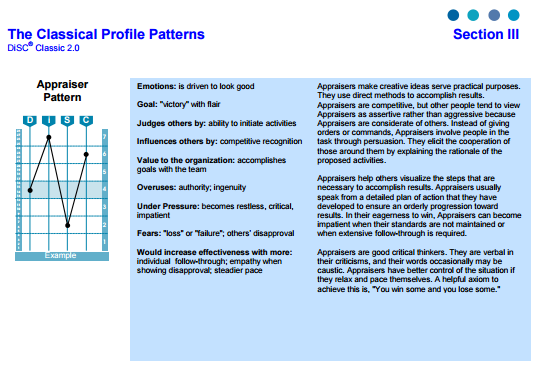 The Classical Profile Patterns
Section III
DiSC® Classic 2.0
Appraiser
Pattern
D i S C
7
6
5
4
3
2
1
Example
Emotions: is driven to look good
Goal: "victory" with flair
Judges others by: ability to initiate activities
Influences others by: competitive recognition
Value to the organization: accomplishes
goals with the team
Overuses: authority; ingenuity
Under Pressure: becomes restless, critical,
impatient
Fears: "loss" or "failure"; others' disapproval
Would increase effectiveness with more:
individual follow-through; empathy when
showing disapproval; steadier pace
Appraisers make creative ideas serve practical purposes.
They use direct methods to accomplish results.
Appraisers are competitive, but other people tend to view
Appraisers as assertive rather than aggressive because
Appraisers are considerate of others. Instead of giving
orders or commands, Appraisers involve people in the
task through persuasion. They elicit the cooperation of
those around them by explaining the rationale of the
proposed activities.
Appraisers help others visualize the steps that are
necessary to accomplish results. Appraisers usually
speak from a detailed plan of action that they have
developed to ensure an orderly progression toward
results. In their eagerness to win, Appraisers can become
impatient when their standards are not maintained or
when extensive follow-through is required.
Appraisers are good critical thinkers. They are verbal in
their criticisms, and their words occasionally may be
caustic. Appraisers have better control of the situation if
they relax and pace themselves. A helpful axiom to
achieve this is, "You win some and you lose some."